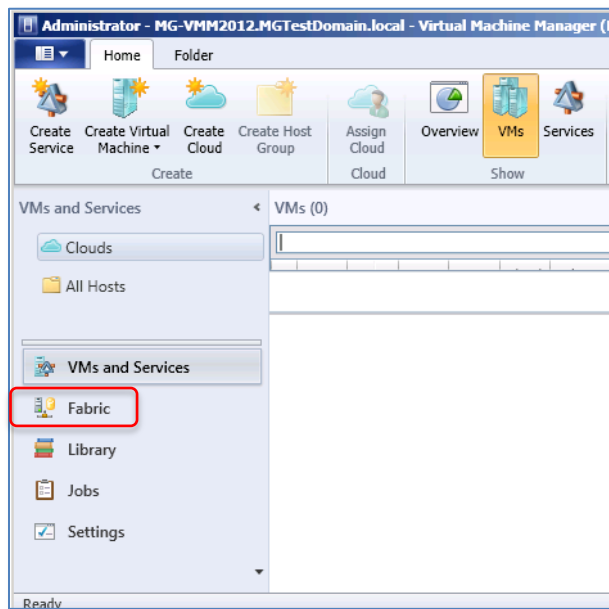 Administrator - MG-VMM2012.MGTestDomain.local - Virtual Machine Manager (
Home Folder
Create Service
Create Virtual Machine
Create Cloud
Create Host Group
Assign Cloud
Overview
VMs
Services
Create
Cloud
Show
VMs and Services
VMs (0)
Clouds
All Hosts
VMs and Services
Fabric
Library
Jobs
Settings
Ready